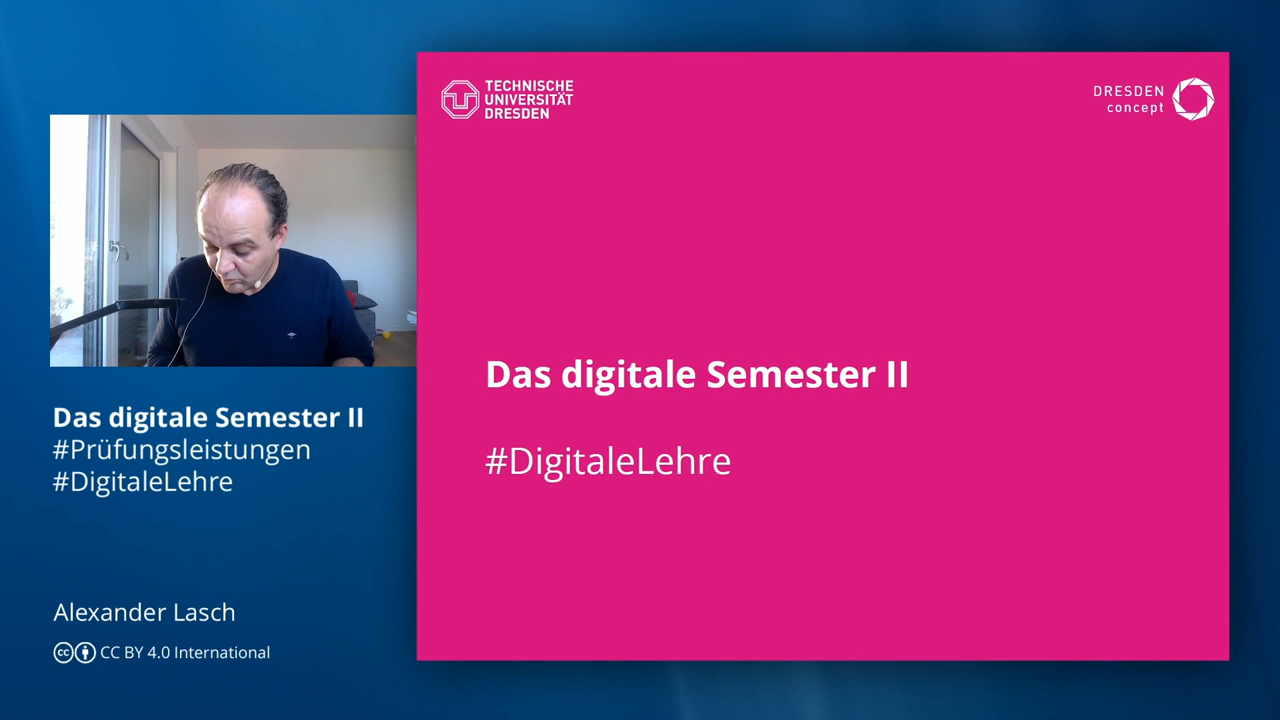 TECHNISCHE
UNIVERSITÄT
DRESDEN
DRESDEN
concept
Das digitale Semester II
#DigitaleLehre
Das digitale Semester II
#Prüfungsleistungen
#DigitaleLehre
Alexander Lasch
CC BY 4.0 International